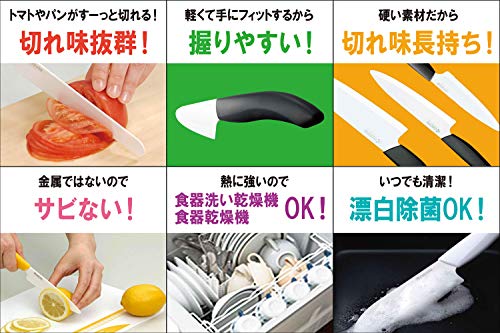 トマトやパンがすーっと切れる！
切れ味抜群！
軽くて手にフィットするから
握りやすい！
硬い素材だから
切れ味長持ち！
金属ではないので
サビない！
熱に強いので
食器洗い乾燥機
食器乾燥機
OK！
いつでも清潔！
漂白除菌OK！